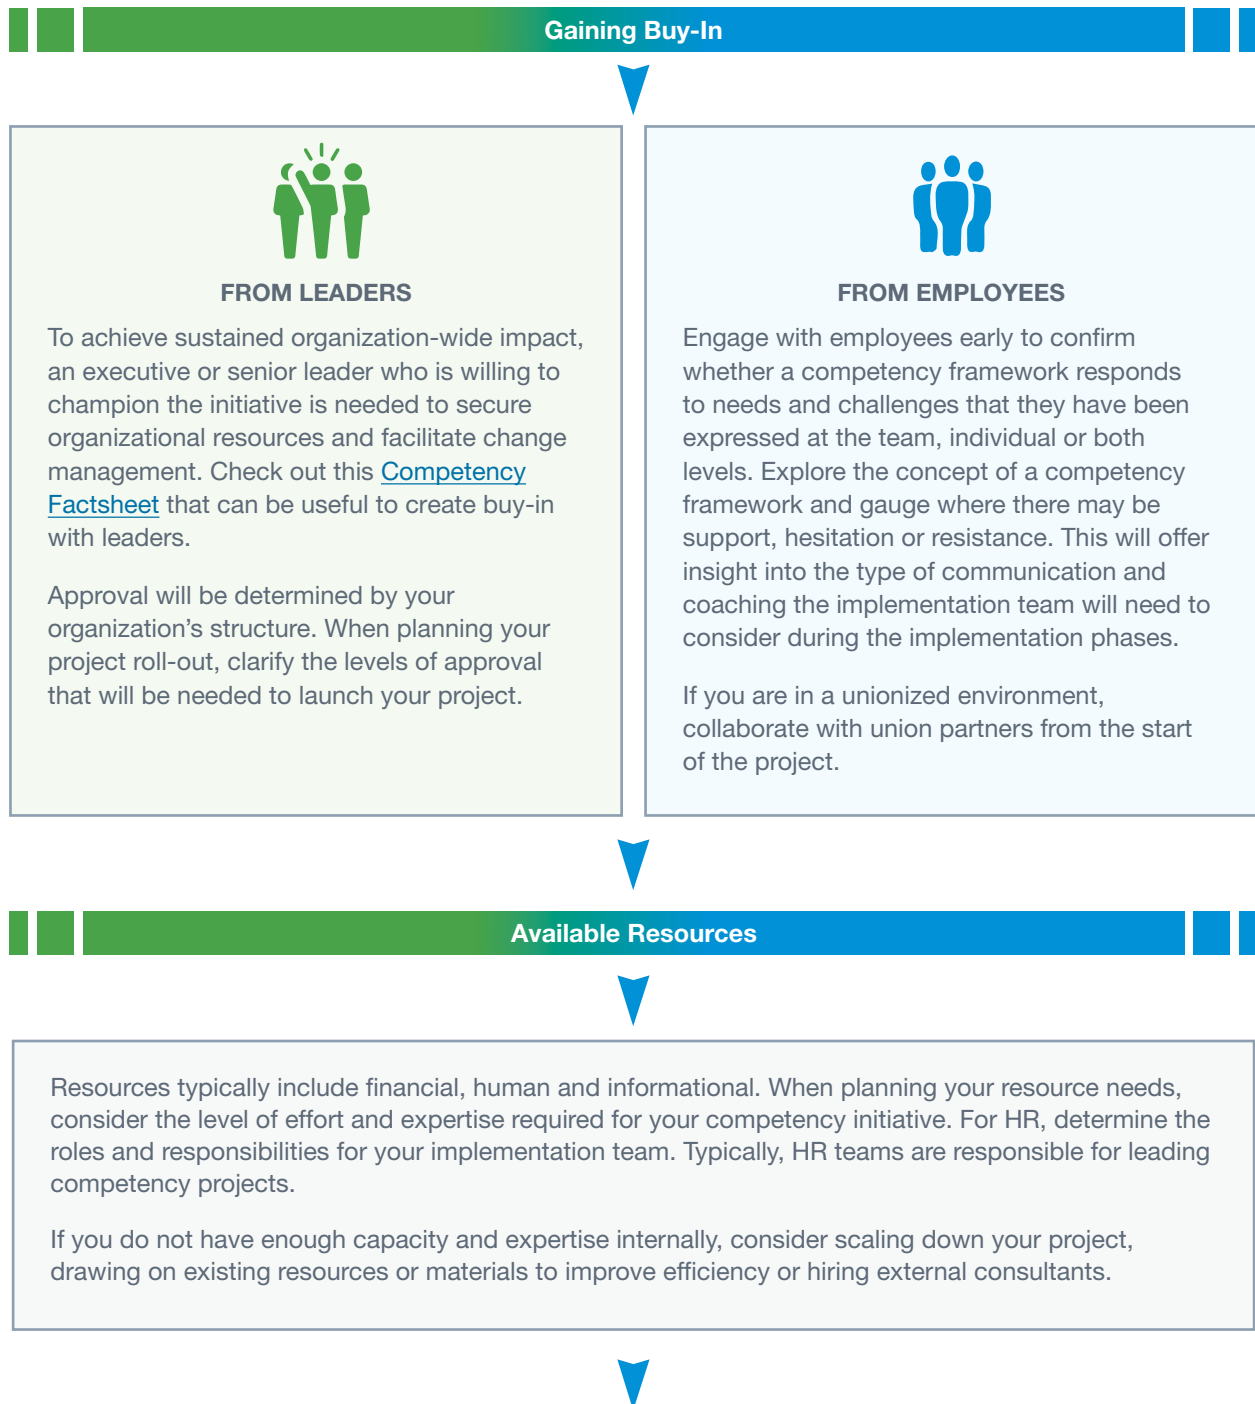 Gaining Buy-In
FROM LEADERS
To achieve sustained organization-wide impact,
an executive or senior leader who is willing to
champion the initiative is needed to secure
organizational resources and facilitate change
management. Check out this Competency
Factsheet that can be useful to create buy-in
with leaders.
Approval will be determined by your
organization’s structure. When planning your
project roll-out, clarify the levels of approval
that will be needed to launch your project.
FROM EMPLOYEES
Engage with employees early to confirm
whether a competency framework responds
to needs and challenges that they have been
expressed at the team, individual or both
levels. Explore the concept of a competency
framework and gauge where there may be
support, hesitation or resistance. This will offer
insight into the type of communication and
coaching the implementation team will need to
consider during the implementation phases.
If you are in a unionized environment,
collaborate with union partners from the start
of the project.
Available Resources
Resources typically include financial, human and informational. When planning your resource needs,
consider the level of effort and expertise required for your competency initiative. For HR, determine the
roles and responsibilities for your implementation team. Typically, HR teams are responsible for leading
competency projects.
If you do not have enough capacity and expertise internally, consider scaling down your project,
drawing on existing resources or materials to improve efficiency or hiring external consultants.